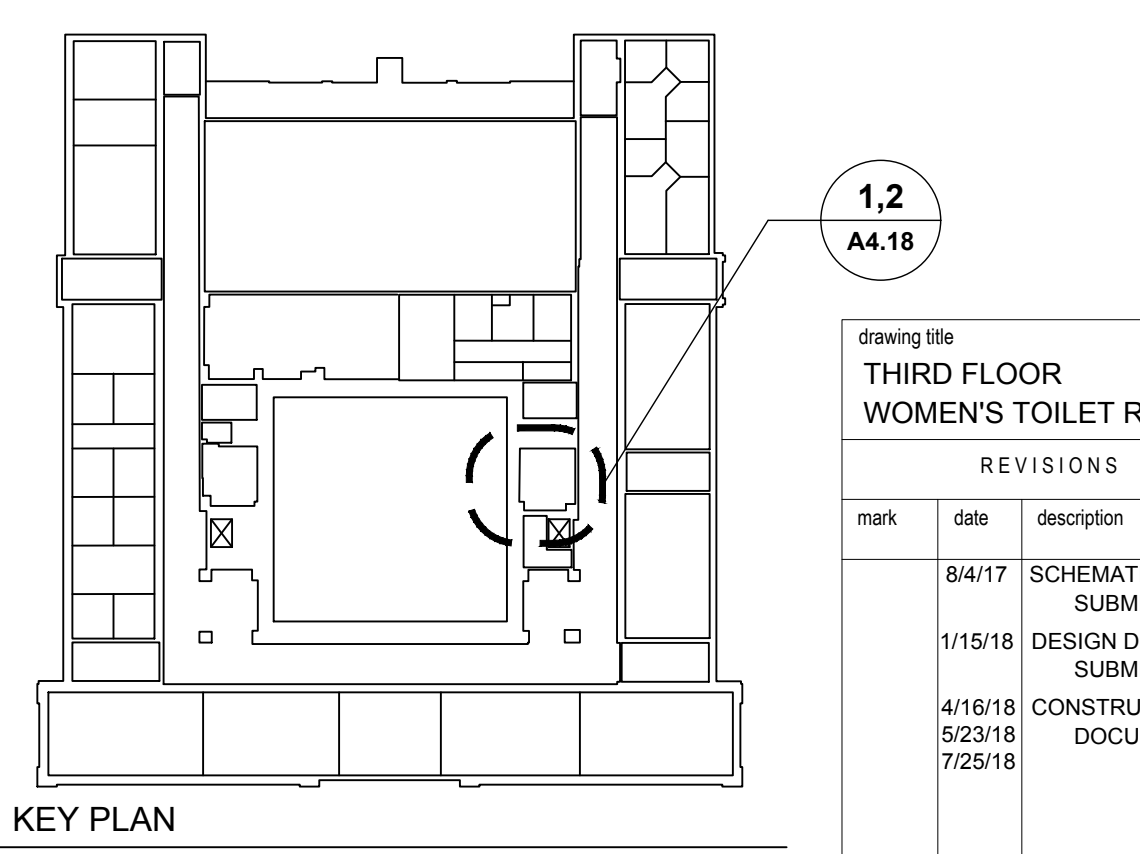 1,2
A4.18
drawing title
THIRD FLOOR
WOMEN'S TOILET R
REVISIONS
mark date description
8/4/17 SCHEMAT
SUBM
1/15/18 DESIGN D
SUBM
4/16/18 CONSTRU
5/23/18 DOCU
7/25/18
KEY PLAN